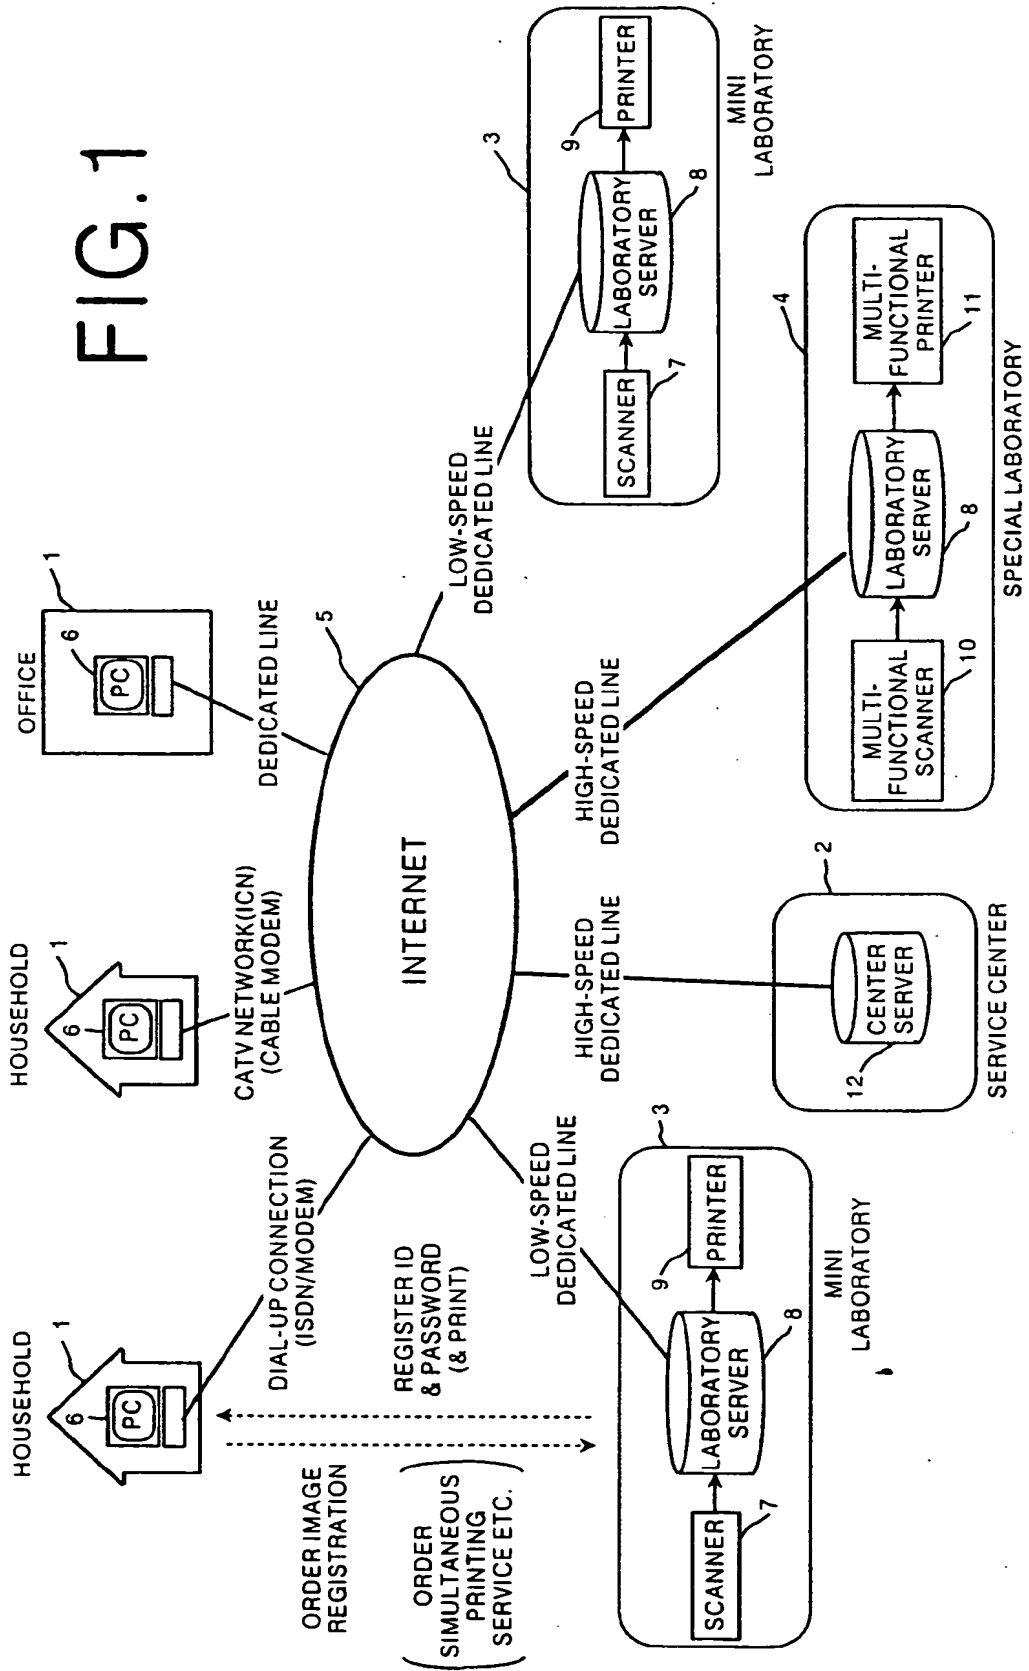 FIG.1
HOUSEHOLD
1
6
PC
HOUSEHOLD
1
6
PC
OFFICE
1
6
PC
DIAL-UP CONNECTION
(ISDN/MODEM)
CATV NETWORK(ICN)
(CABLE MODEM)
DEDICATED LINE
5
INTERNET
ORDER IMAGE
REGISTRATION
REGISTER ID
& PASSWORD
(& PRINT)
ORDER
SIMULTANEOUS
PRINTING
SERVICE ETC.
LOW-SPEED
DEDICATED LINE
HIGH-SPEED
DEDICATED LINE
HIGH-SPEED
DEDICATED LINE
LOW-SPEED
DEDICATED LINE
3
SCANNER
7
LABORATORY
SERVER
8
9
PRINTER
MINI
LABORATORY
2
CENTER
SERVER
12
SERVICE CENTER
4
MULTI-
FUNCTIONAL
SCANNER
10
LABORATORY
SERVER
8
MULTI-
FUNCTIONAL
PRINTER
11
SPECIAL LABORATORY
3
SCANNER
7
LABORATORY
SERVER
8
9
PRINTER
MINI
LABORATORY